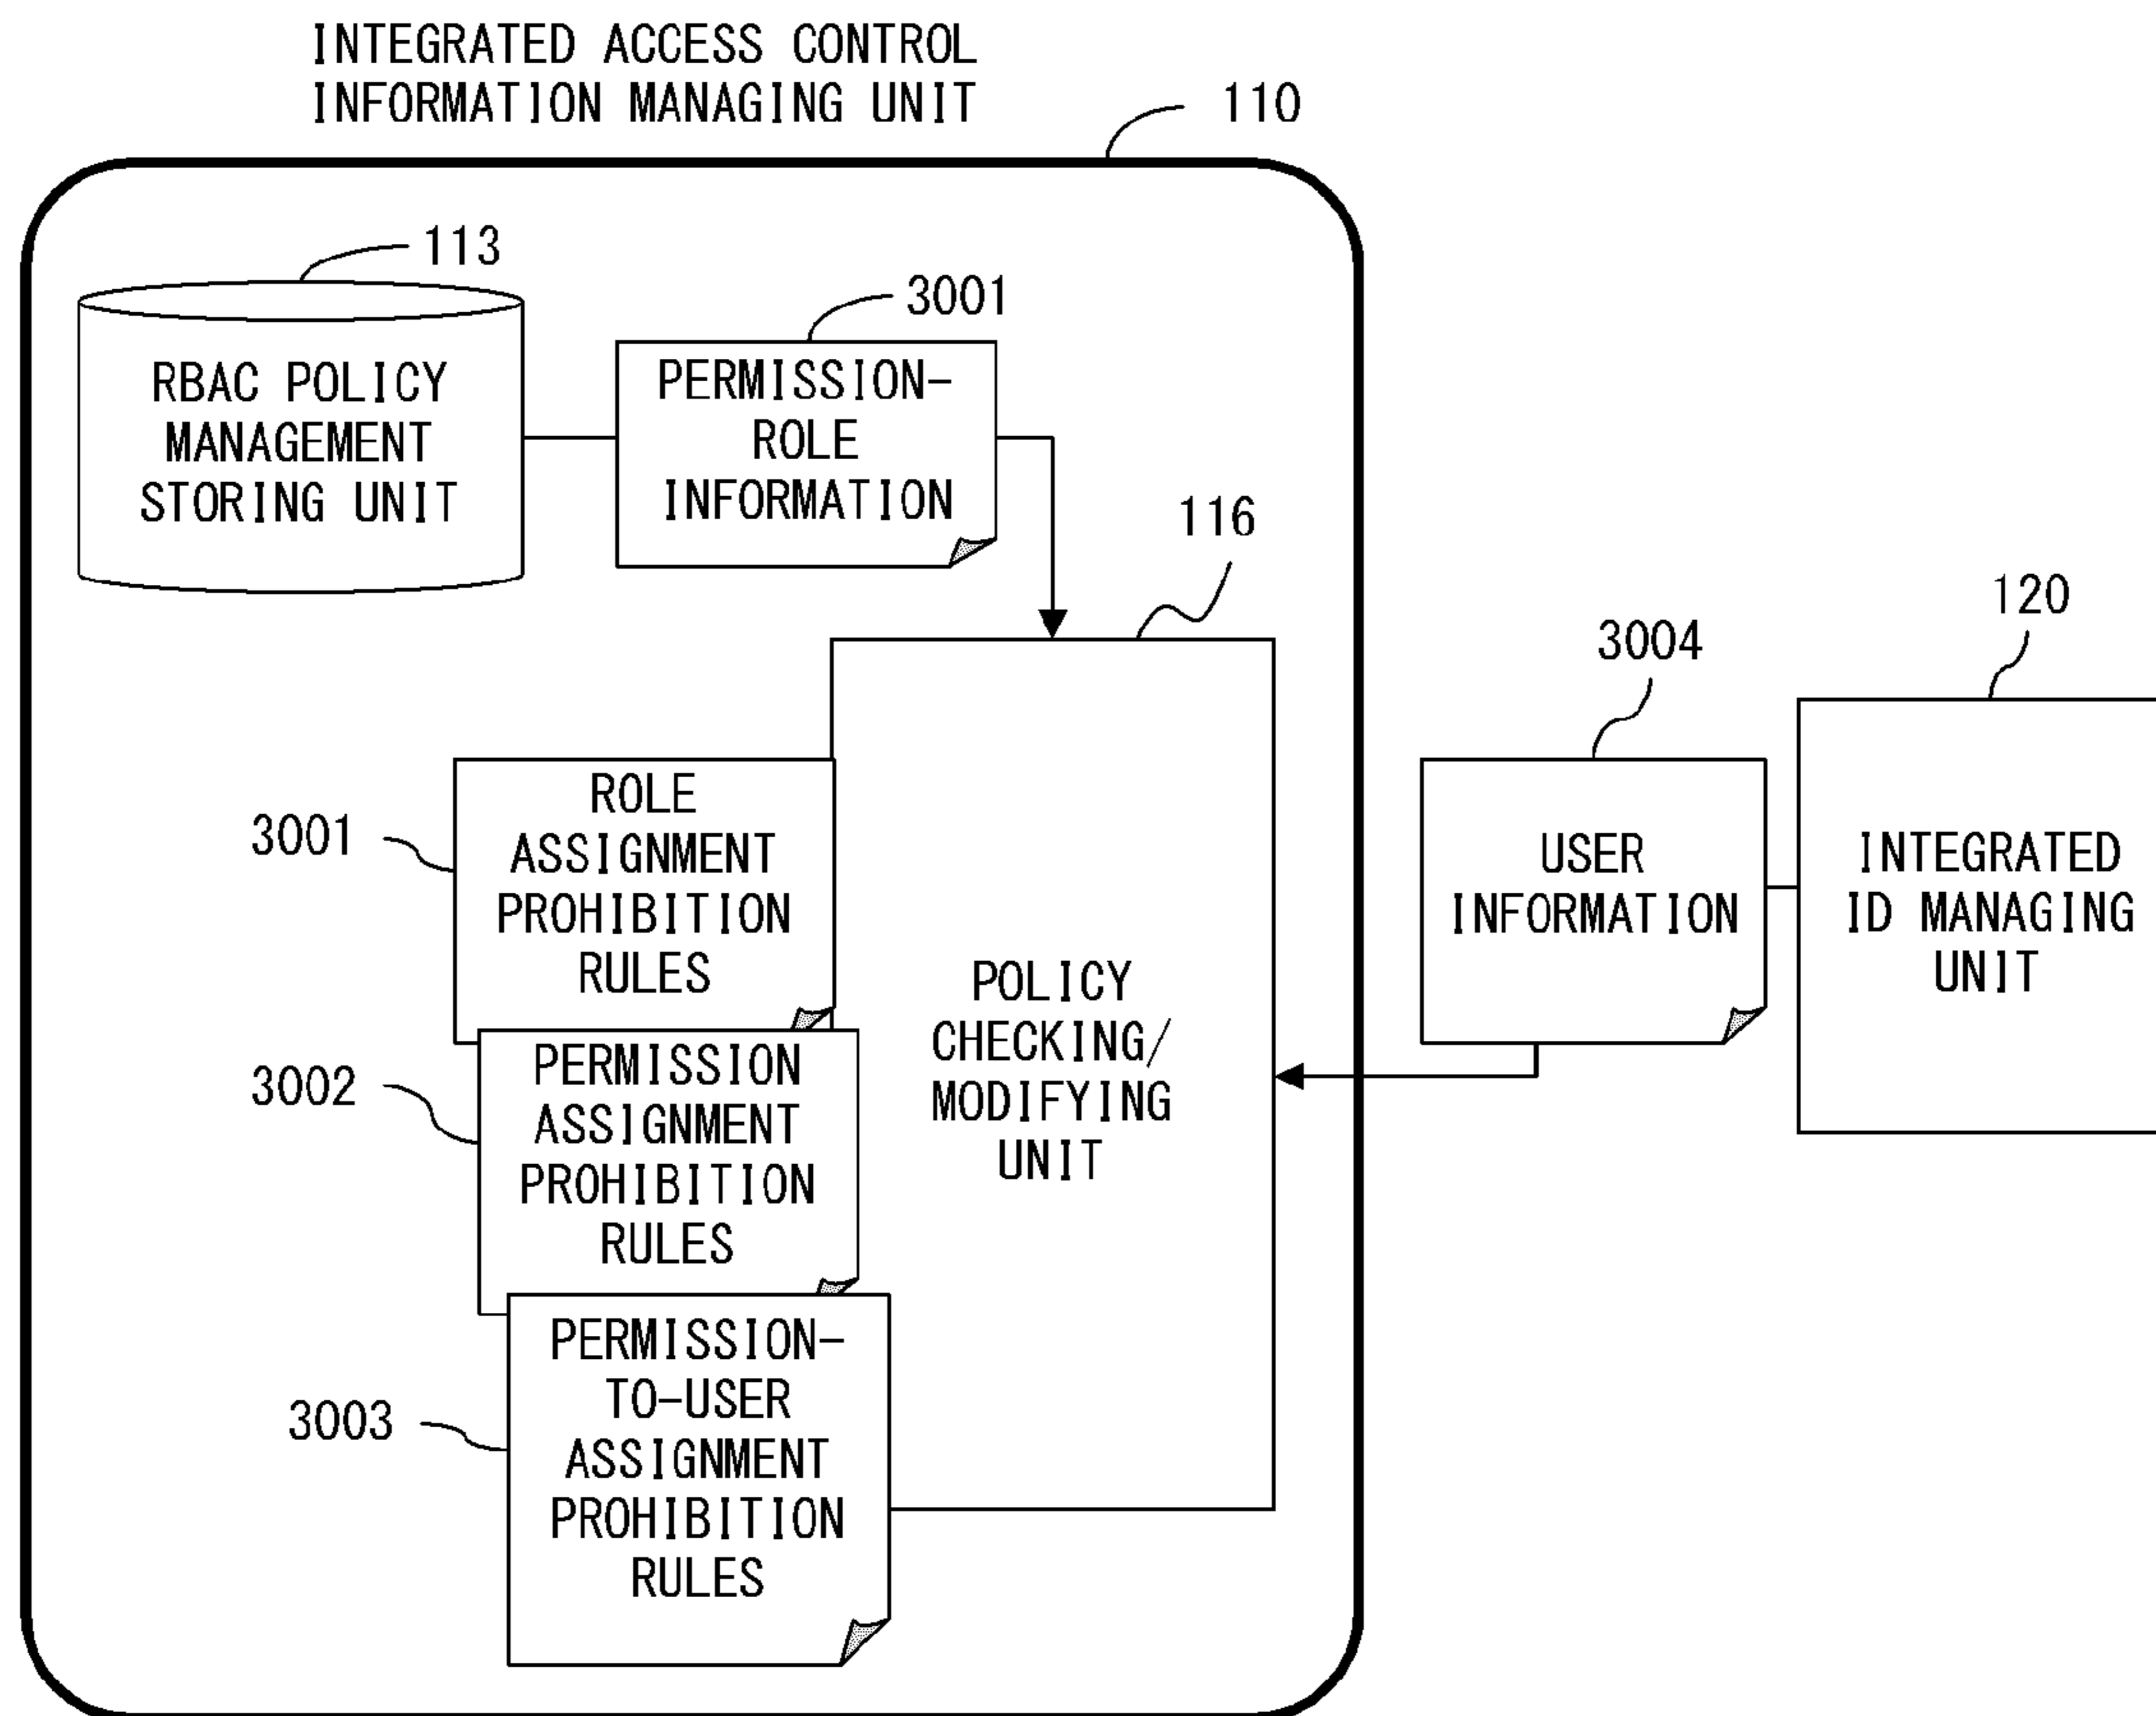 INTEGRATED ACCESS CONTROL
INFORMATION MANAGING UNIT
110
113
RBAC POLICY
MANAGEMENT
STORING UNIT
3001
PERMISSION-
ROLE
INFORMATION
116
3001
ROLE
ASSIGNMENT
PROHIBITION
RULES
3002
PERMISSION
ASSIGNMENT
PROHIBITION
RULES
3003
PERMISSION-
TO-USER
ASSIGNMENT
PROHIBITION
RULES
POLICY
CHECKING/
MODIFYING
UNIT
3004
USER
INFORMATION
120
INTEGRATED
ID MANAGING
UNIT